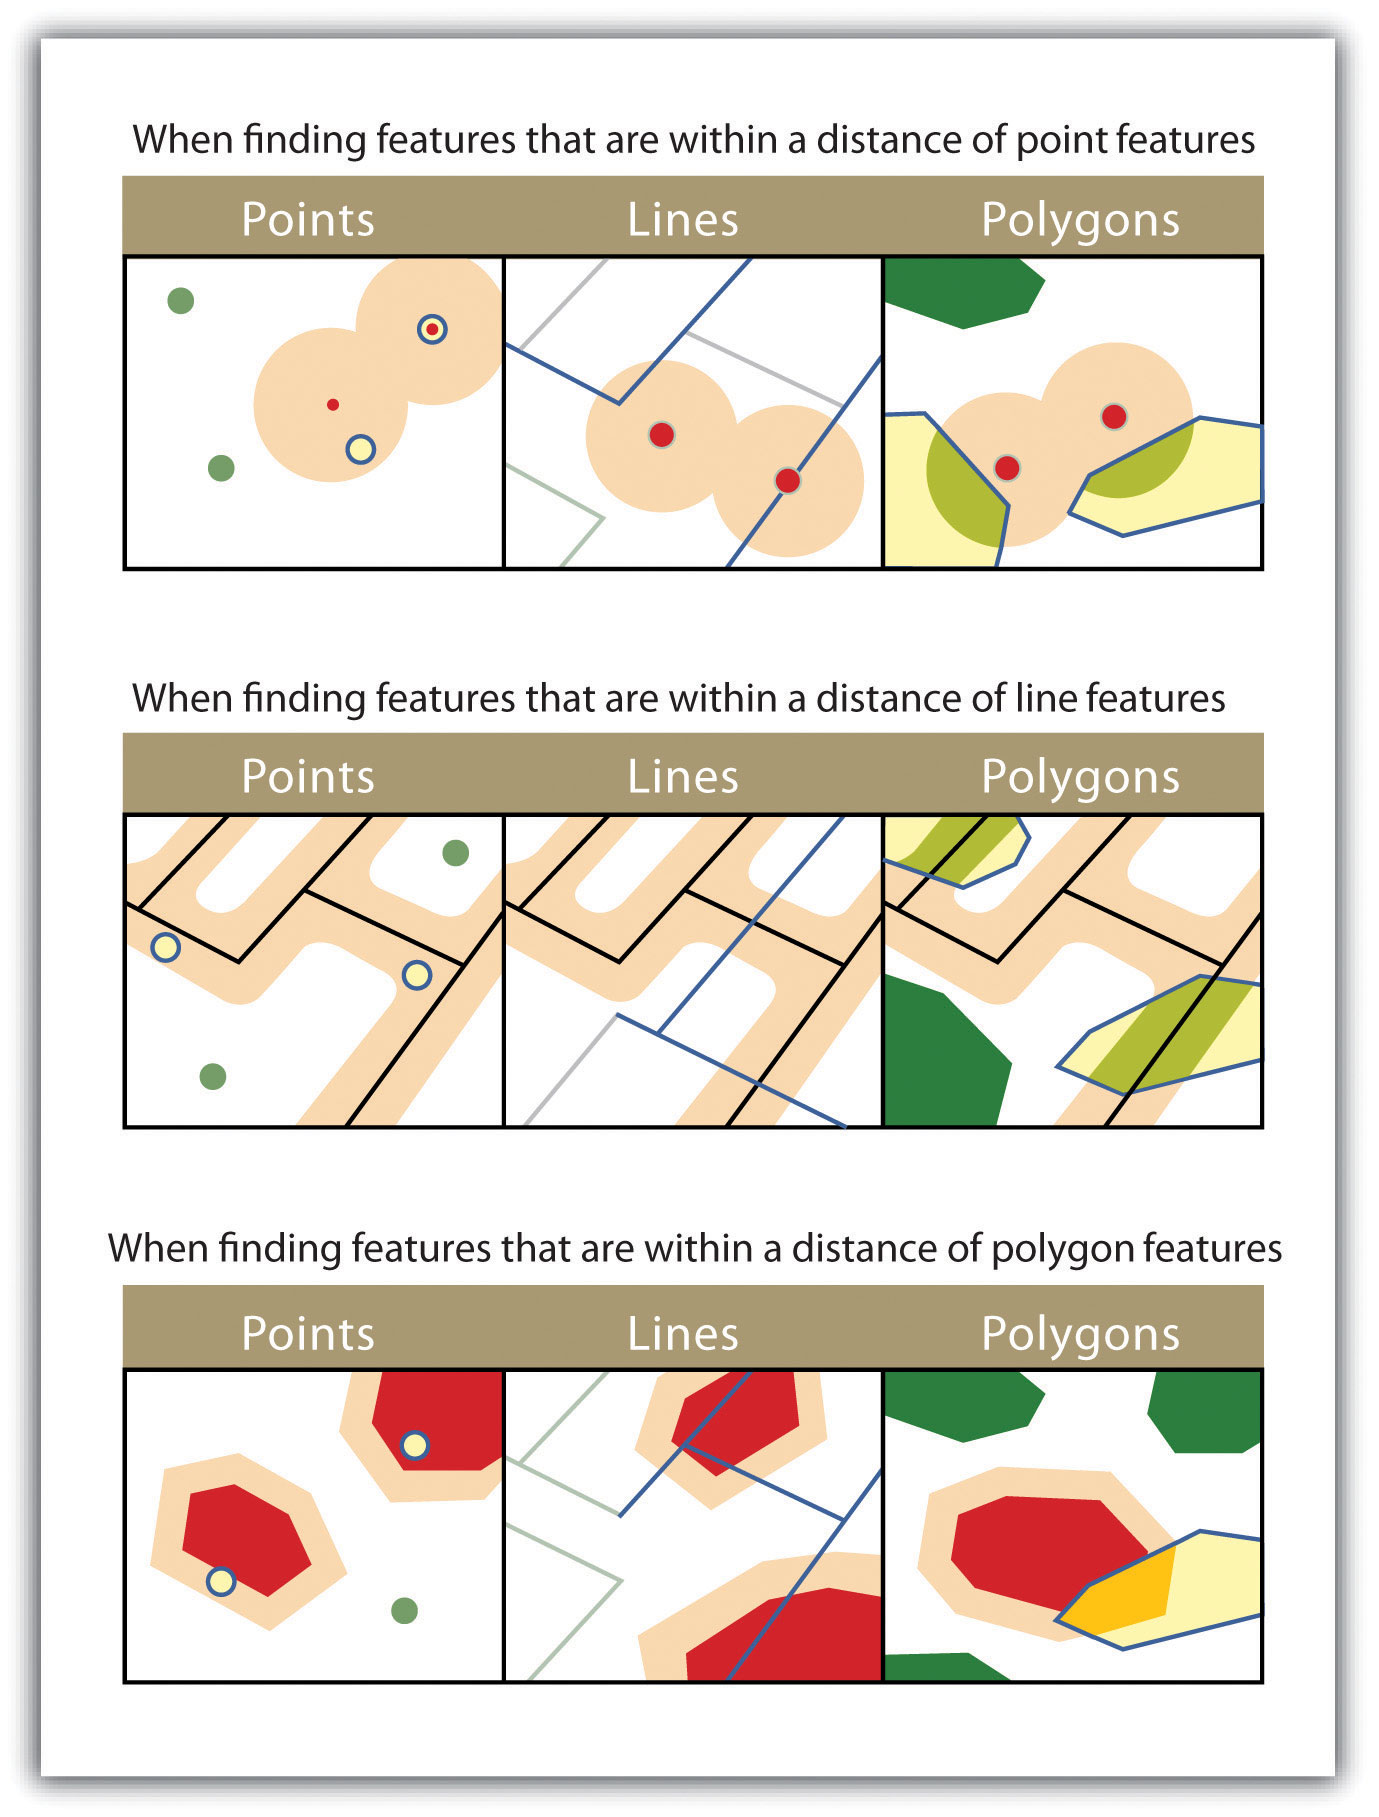 When finding features that are within a distance of point features
Points Lines Polygons
When finding features that are within a distance of line features
Points Lines Polygons
When finding features that are within a distance of polygon features
Points Lines Polygons